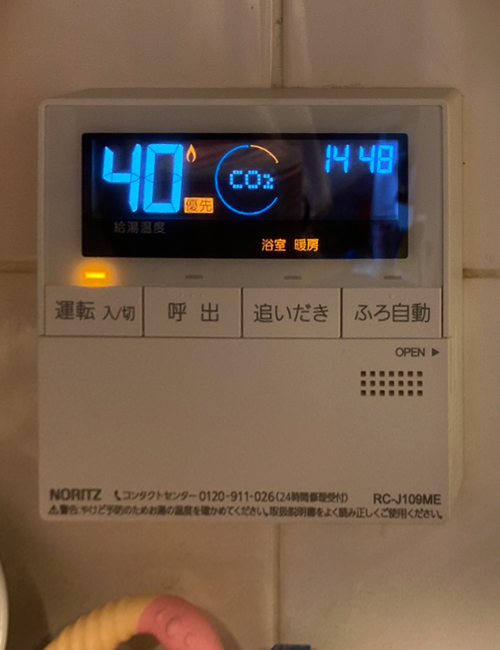 40 CO₂ 14 48
優先
給湯温度
浴室 暖房
運転 入/切 呼出 追いだき ふろ自動
OPEN ▶
NORITZ コンタクトセンター 0120-911-026(24時間修理受付) RC-J109ME
⚠警告:やけど予防のためお湯の温度を確かめてください。取扱説明書をよく読み正しくご使用ください。